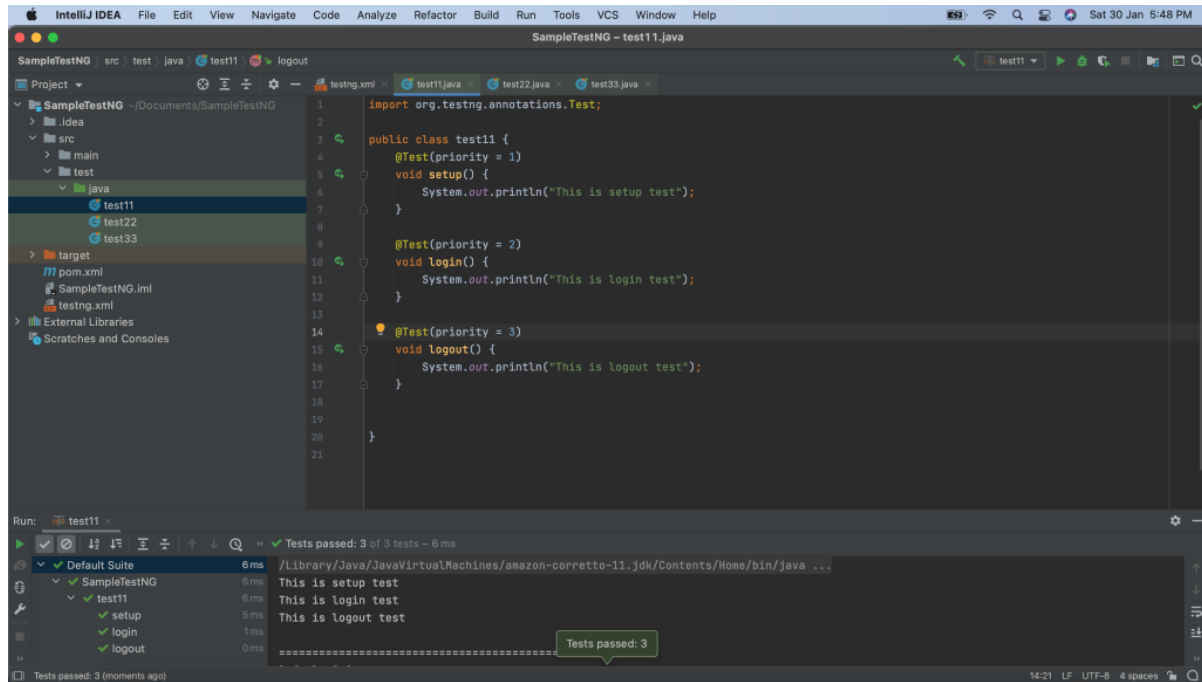 IntelliJ IDEA File Edit View Navigate Code Analyze Refactor Build Run Tools VCS Window Help Sat 30 Jan 5:48 PM
SampleTestNG – test11.java
SampleTestNG src test java test11 logout test11
Project testng.xml test11.java test22.java test33.java
SampleTestNG ~/Documents/SampleTestNG
.idea
src
main
test
java
test11
test22
test33
target
pom.xml
SampleTestNG.iml
testng.xml
External Libraries
Scratches and Consoles
1 import org.testng.annotations.Test;
2
3 public class test11 {
4 @Test(priority = 1)
5 void setup() {
6 System.out.println("This is setup test");
7 }
8
9 @Test(priority = 2)
10 void login() {
11 System.out.println("This is login test");
12 }
13
14 @Test(priority = 3)
15 void logout() {
16 System.out.println("This is logout test");
17 }
18
19
20 }
21
Run: test11
Tests passed: 3 of 3 tests – 6 ms
Default Suite 6 ms
SampleTestNG 6 ms
test11 6 ms
setup 5 ms
login 1 ms
logout 0 ms
/Library/Java/JavaVirtualMachines/amazon-corretto-11.jdk/Contents/Home/bin/java ...
This is setup test
This is login test
This is logout test
===============================================
Tests passed: 3
Tests passed: 3 (moments ago) 14:21 LF UTF-8 4 spaces